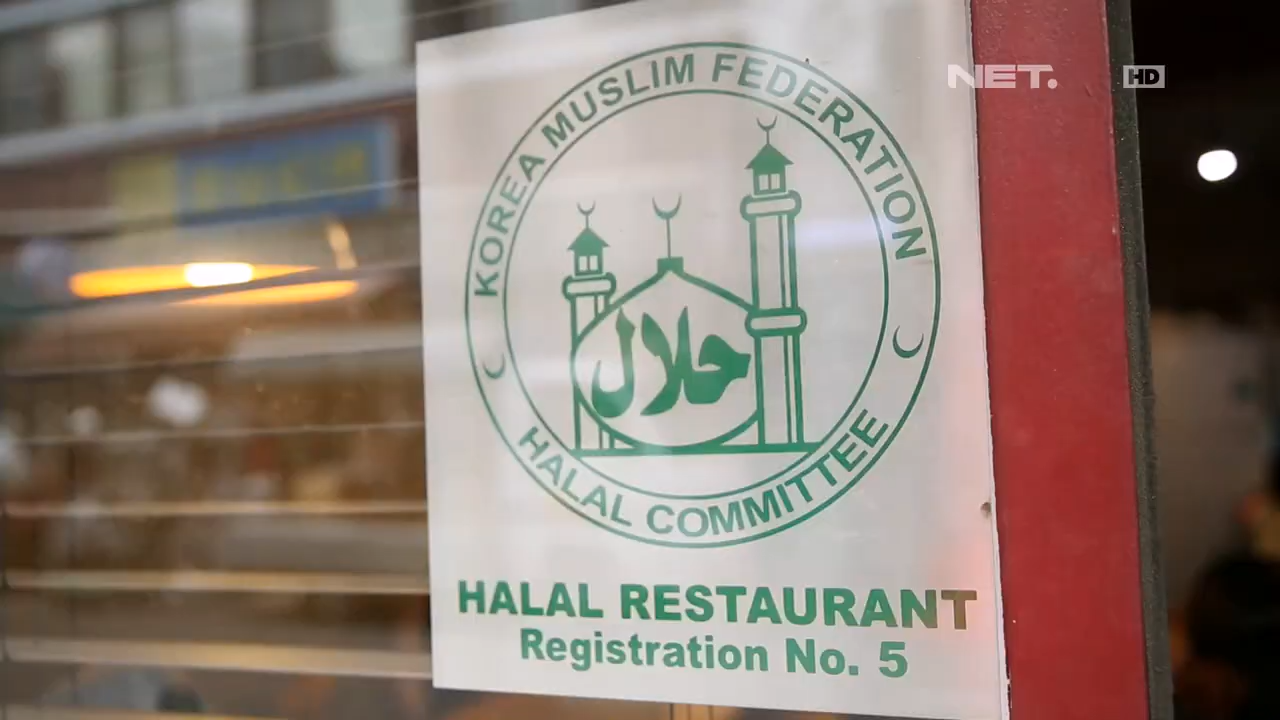 NET. HD
KOREA MUSLIM FEDERATION
حلال
HALAL COMMITTEE
HALAL RESTAURANT
Registration No. 5